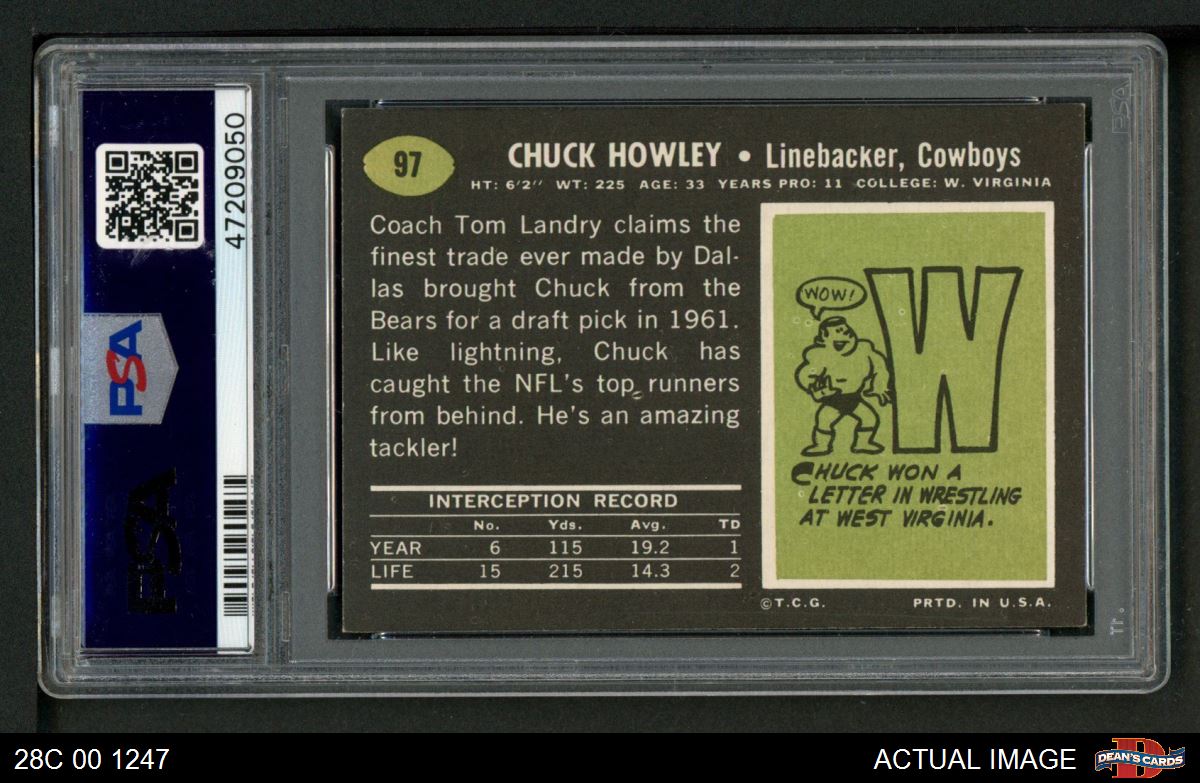 47209050
PSA
PSA
PSA
97
CHUCK HOWLEY • Linebacker, Cowboys
HT: 6'2" WT: 225 AGE: 33 YEARS PRO: 11 COLLEGE: W. VIRGINIA
Coach Tom Landry claims the
finest trade ever made by Dal-
las brought Chuck from the
Bears for a draft pick in 1961.
Like lightning, Chuck has
caught the NFL's top runners
from behind. He's an amazing
tackler!
INTERCEPTION RECORD
No. Yds. Avg. TD
YEAR 6 115 19.2 1
LIFE 15 215 14.3 2
WOW!
W
CHUCK WON A
LETTER IN WRESTLING
AT WEST VIRGINIA.
©T.C.G. PRTD. IN U.S.A.
Tr.
28C 00 1247
ACTUAL IMAGE
DEAN'S CARDS